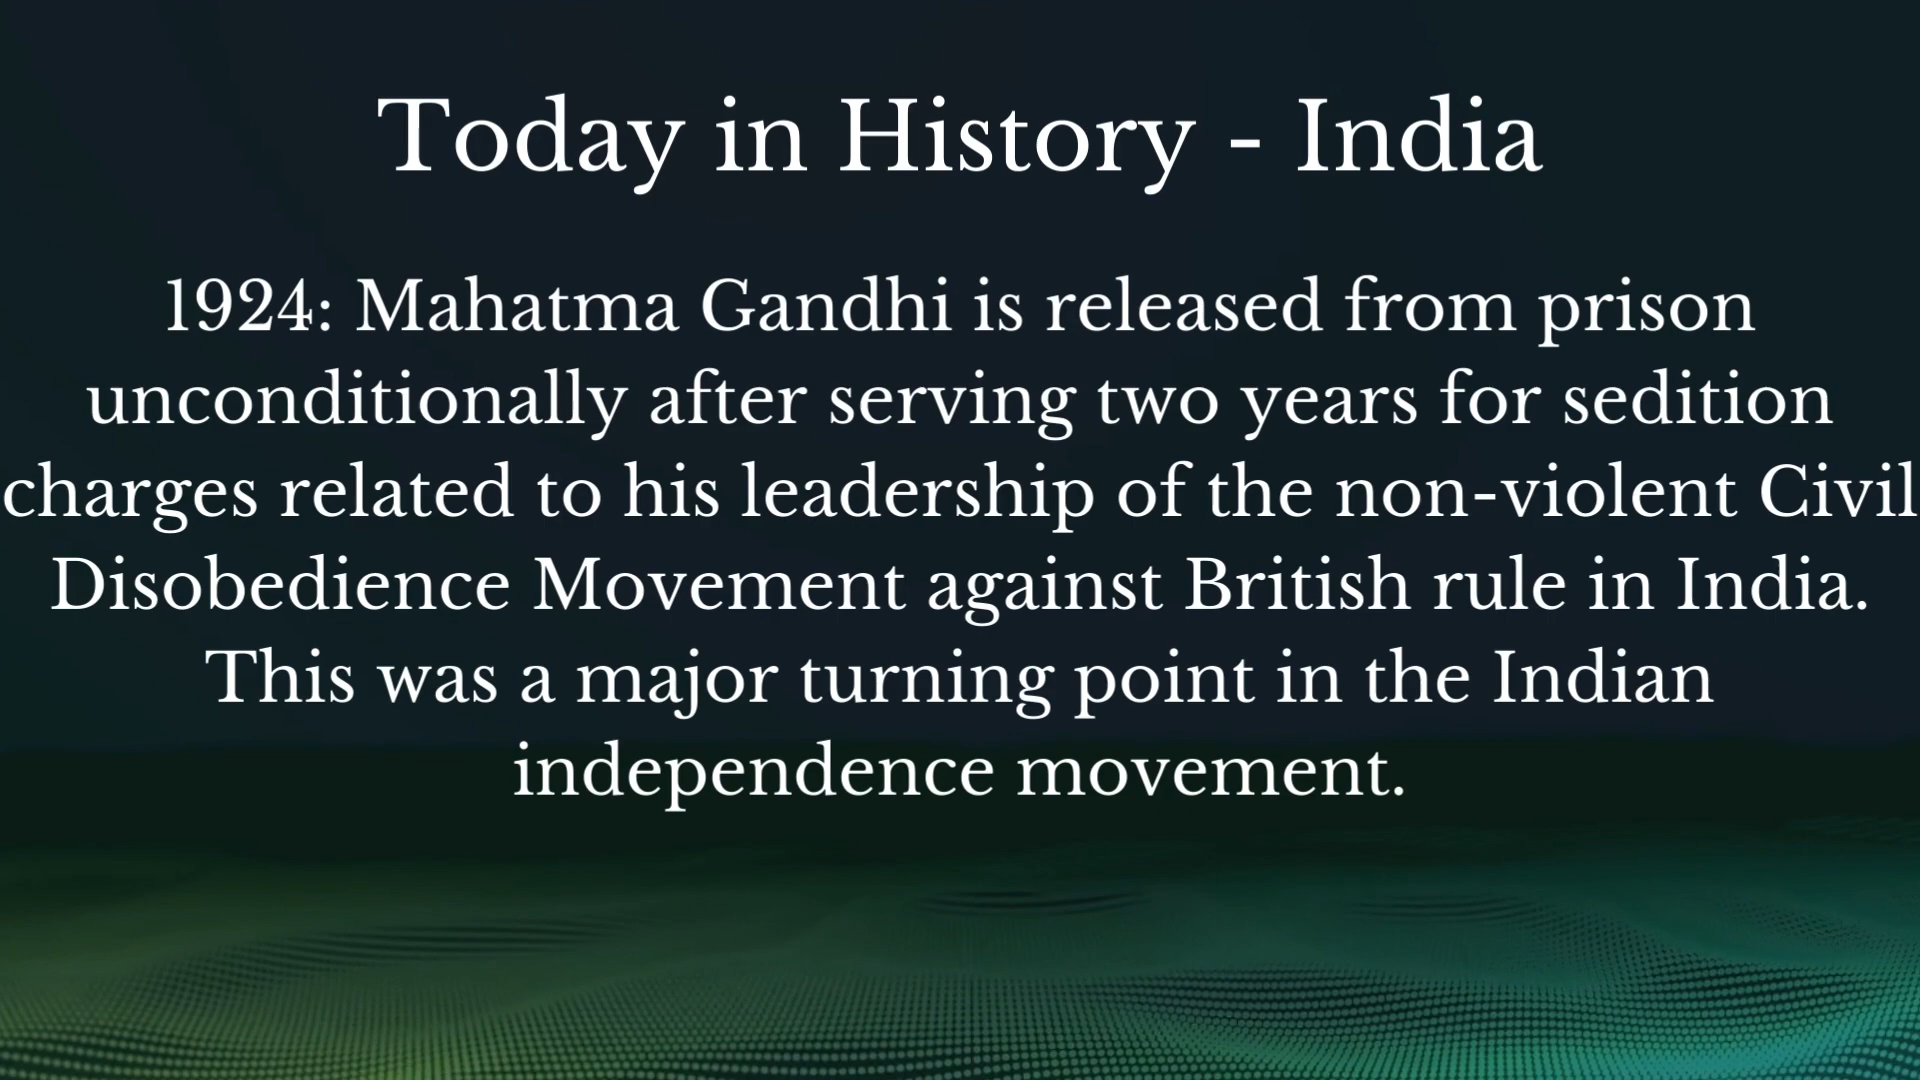 Today in History - India
1924: Mahatma Gandhi is released from prison
unconditionally after serving two years for sedition
charges related to his leadership of the non-violent Civil
Disobedience Movement against British rule in India.
This was a major turning point in the Indian
independence movement.